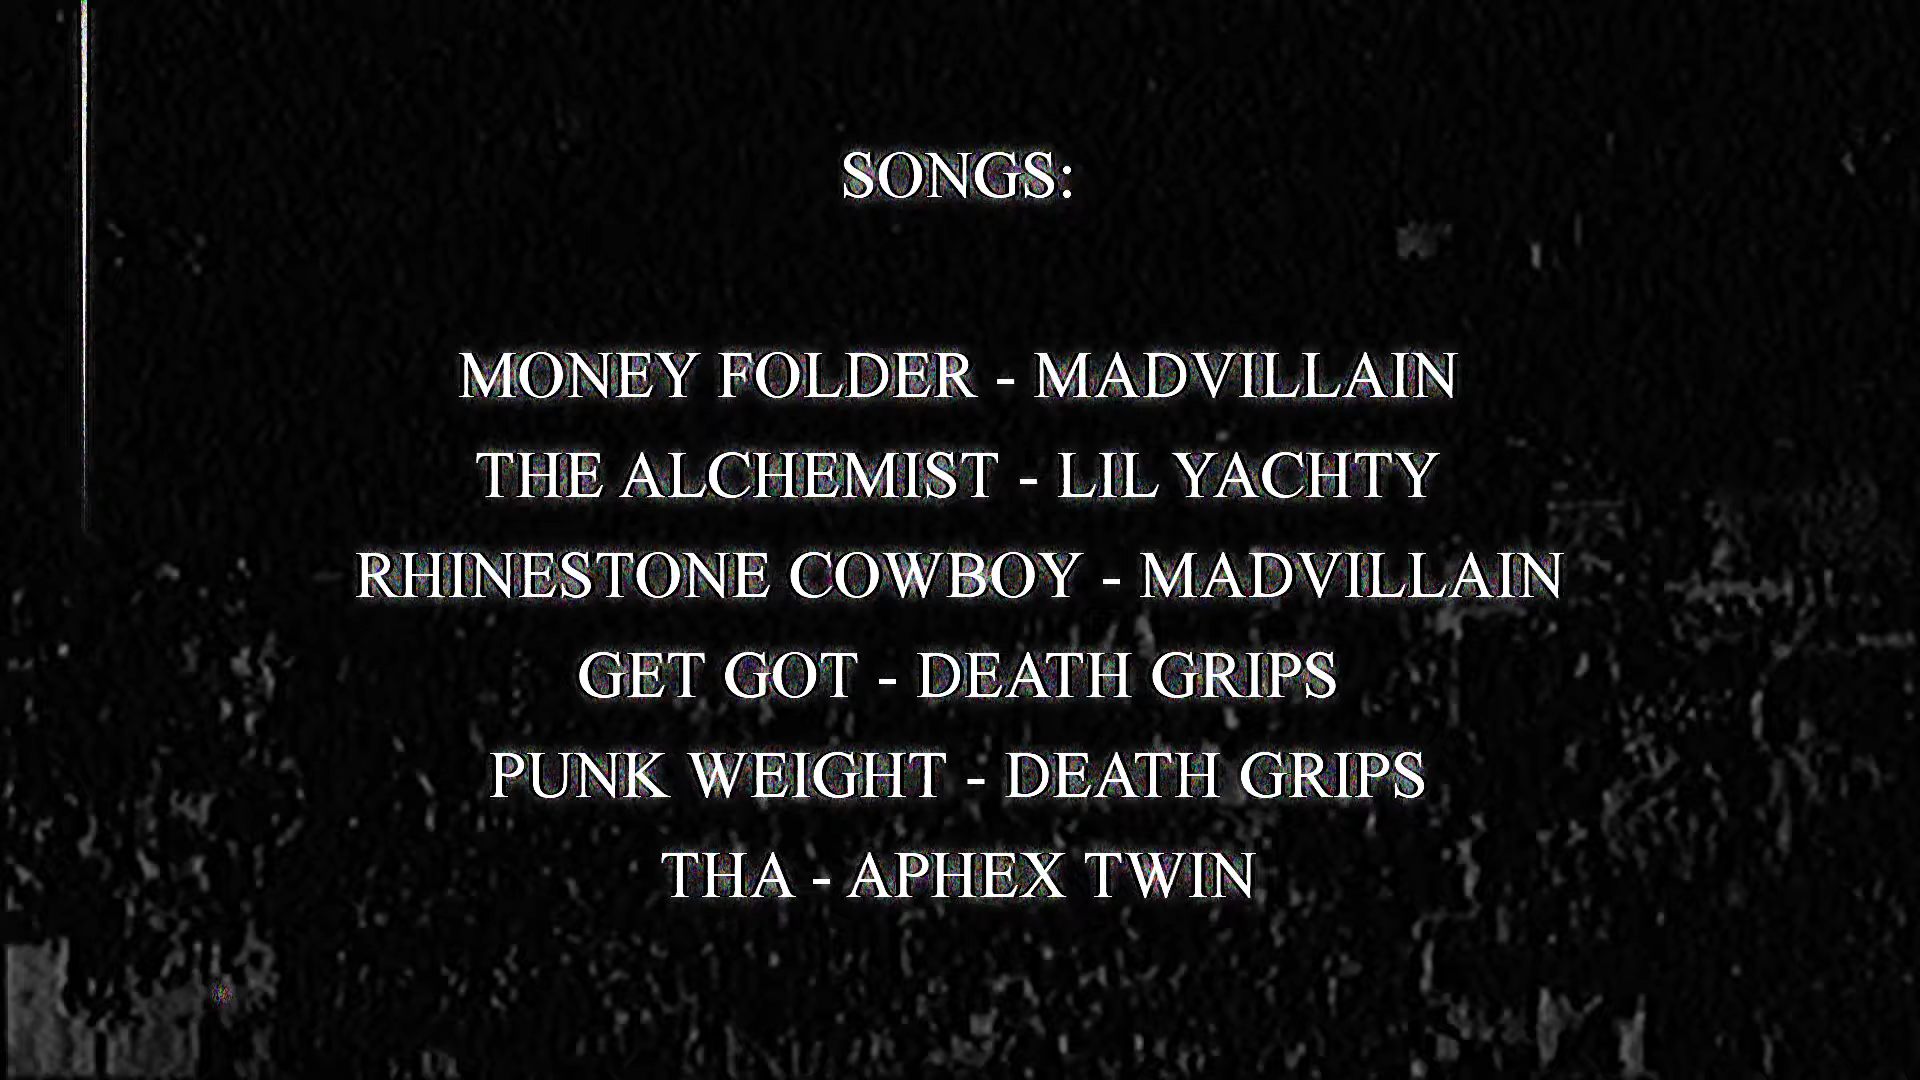 SONGS:
MONEY FOLDER - MADVILLAIN
THE ALCHEMIST - LIL YACHTY
RHINESTONE COWBOY - MADVILLAIN
GET GOT - DEATH GRIPS
PUNK WEIGHT - DEATH GRIPS
THA - APHEX TWIN